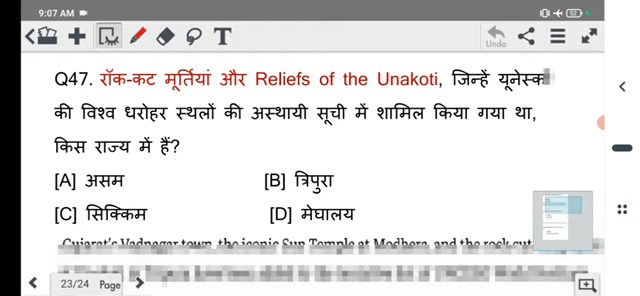 9:07 AM
Undo
Q47. रॉक-कट मूर्तियां और Reliefs of the Unakoti, जिन्हें यूनेस्क
की विश्व धरोहर स्थलों की अस्थायी सूची में शामिल किया गया था,
किस राज्य में हैं?
[A] असम [B] त्रिपुरा
[C] सिक्किम [D] मेघालय
Gujarat's Vadnagar town, the iconic Sun Temple at Modhera, and the rock cut
23/24 Page